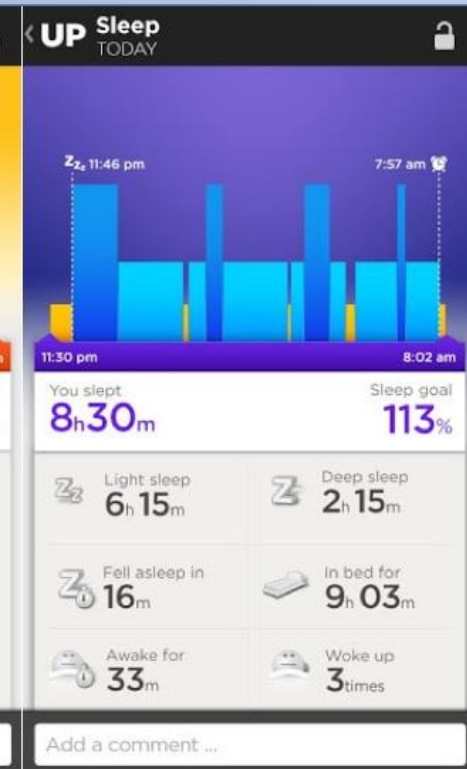 UP Sleep
TODAY
11:46 pm 7:57 am
11:30 pm 8:02 am
You slept Sleep goal
8h30m 113%
Light sleep Deep sleep
6h 15m 2h 15m
Fell asleep in In bed for
16m 9h 03m
Awake for Woke up
33m 3times
Add a comment ...